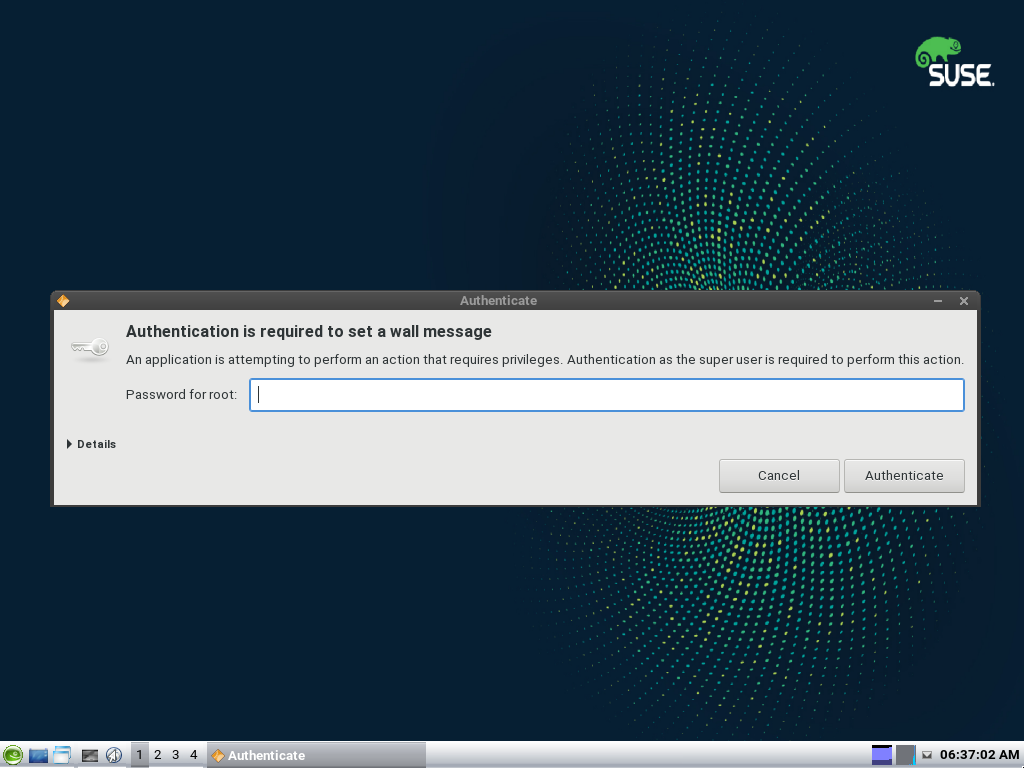 SUSE.
Authenticate
Authentication is required to set a wall message
An application is attempting to perform an action that requires privileges. Authentication as the super user is required to perform this action.
Password for root:
Details
Cancel
Authenticate
1 2 3 4 Authenticate 06:37:02 AM